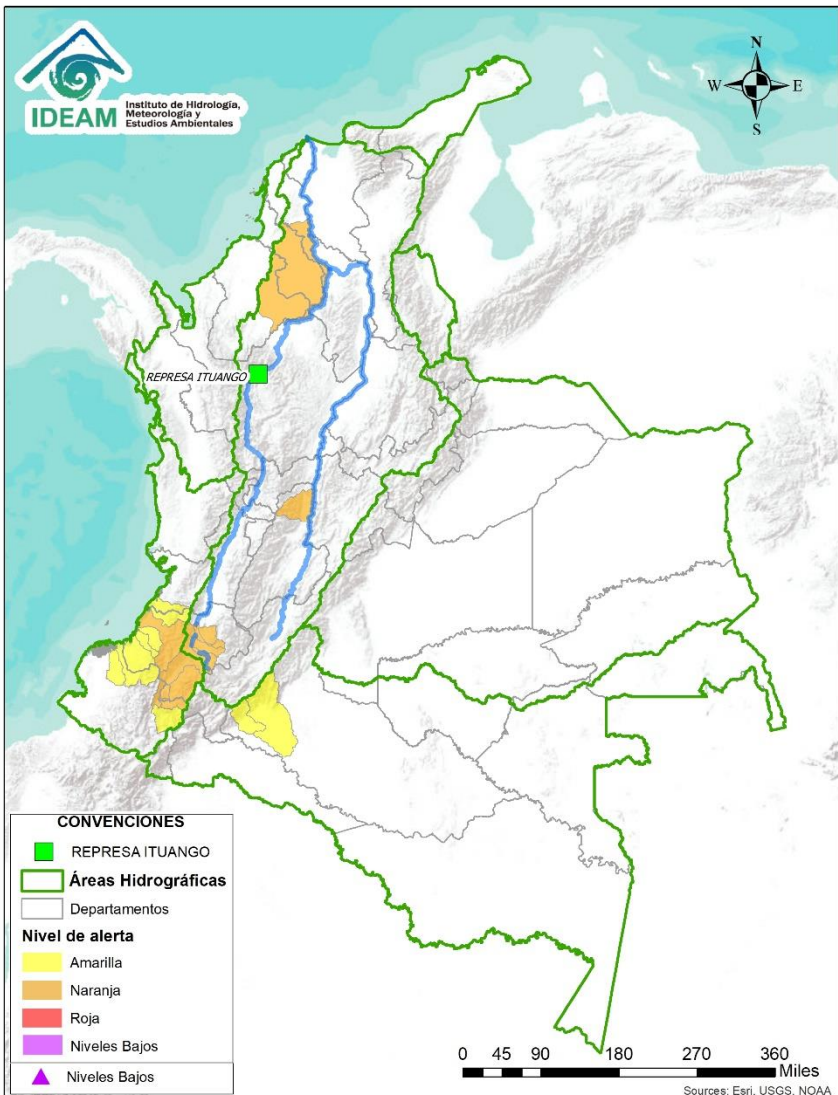 IDEAM
Instituto de Hidrología,
Meteorología y
Estudios Ambientales
N
W
E
S
REPRESA ITUANGO
CONVENCIONES
REPRESA ITUANGO
Áreas Hidrográficas
Departamentos
Nivel de alerta
Amarilla
Naranja
Roja
Niveles Bajos
Niveles Bajos
0 45 90 180 270 360
Miles
Sources: Esri, USGS, NOAA